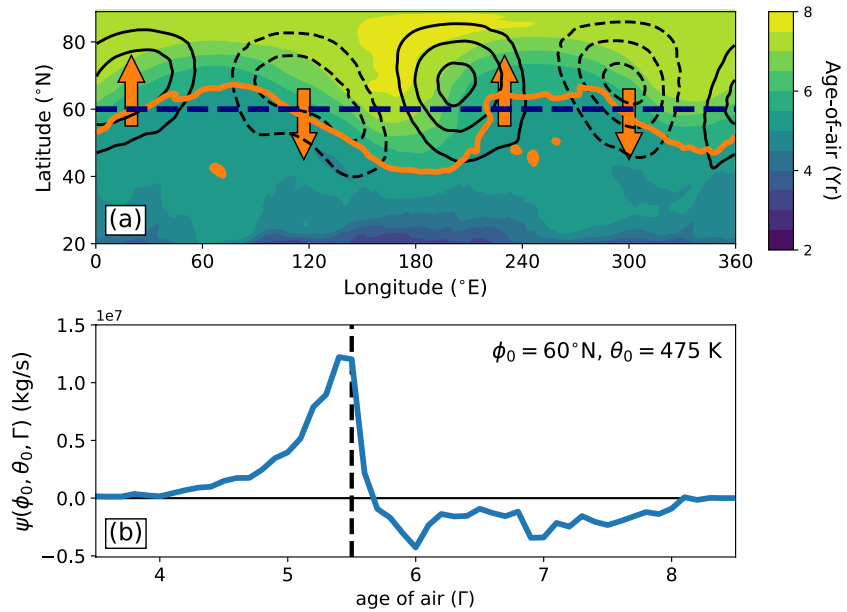 80
60
40
20
Latitude (°N)
(a)
0 60 120 180 240 300 360
Longitude (°E)
8
6
4
2
Age-of-air (Yr)
1e7
1.5
1.0
0.5
0.0
−0.5
ψ(ϕ₀, θ₀, Γ) (kg/s)
ϕ₀ = 60°N, θ₀ = 475 K
(b)
4 5 6 7 8
age of air (Γ)